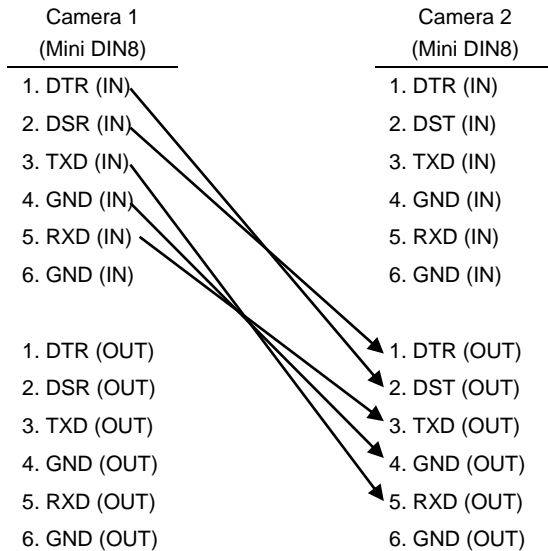 Camera 1
(Mini DIN8)
1. DTR (IN)
2. DSR (IN)
3. TXD (IN)
4. GND (IN)
5. RXD (IN)
6. GND (IN)
1. DTR (OUT)
2. DSR (OUT)
3. TXD (OUT)
4. GND (OUT)
5. RXD (OUT)
6. GND (OUT)
Camera 2
(Mini DIN8)
1. DTR (IN)
2. DST (IN)
3. TXD (IN)
4. GND (IN)
5. RXD (IN)
6. GND (IN)
1. DTR (OUT)
2. DST (OUT)
3. TXD (OUT)
4. GND (OUT)
5. RXD (OUT)
6. GND (OUT)